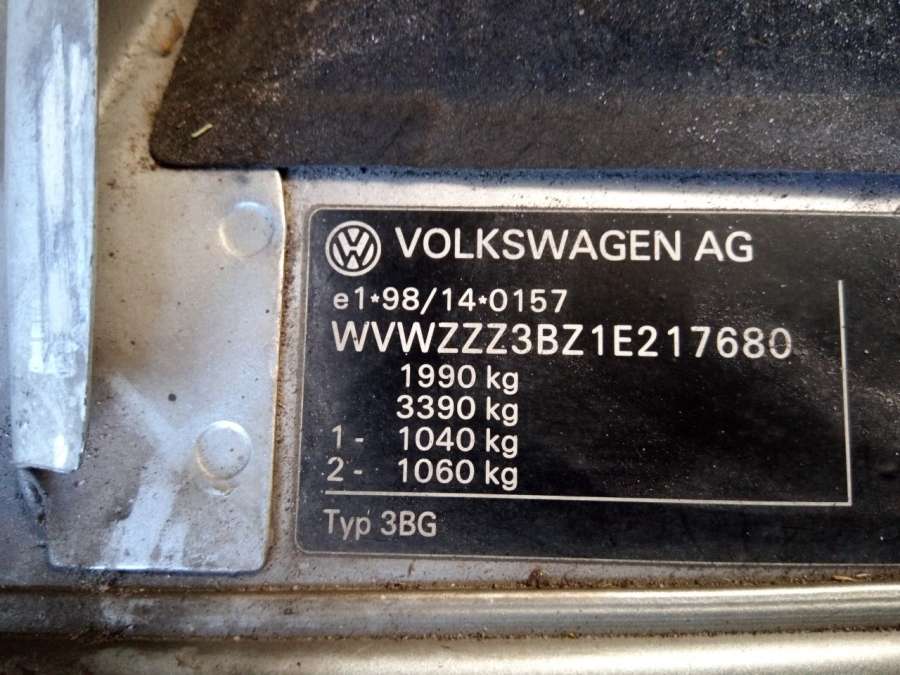 VOLKSWAGEN AG
e1*98/14*0157
WVWZZZ3BZ1E217680
1990 kg
3390 kg
1- 1040 kg
2- 1060 kg
Typ 3BG